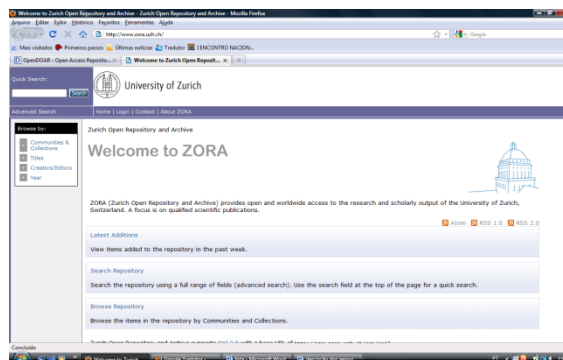 Welcome to Zurich Open Repository and Archive - Zurich Open Repository and Archive - Mozilla Firefox
Arquivo Editar Exibir Histórico Favoritos Ferramentas Ajuda
http://www.zora.uzh.ch/
Google
Mais visitados Primeiros passos Últimas notícias Tradutor I ENCONTRO NACION...
OpenDOAR - Open Access Reposito...
Welcome to Zurich Open Reposit...
Quick Search:
Search
University of Zurich
Advanced Search
Home | Login | Contact | About ZORA
Browse by:
Communities & Collections
Titles
Creators/Editors
Year
Zurich Open Repository and Archive
Welcome to ZORA
ZORA (Zurich Open Repository and Archive) provides open and worldwide access to the research and scholarly output of the University of Zurich,
Switzerland. A focus is on qualified scientific publications.
Atom RSS 1.0 RSS 2.0
Latest Additions
View items added to the repository in the past week.
Search Repository
Search the repository using a full range of fields (advanced search). Use the search field at the top of the page for a quick search.
Browse Repository
Browse the items in the repository by Communities and Collections.
Concluído